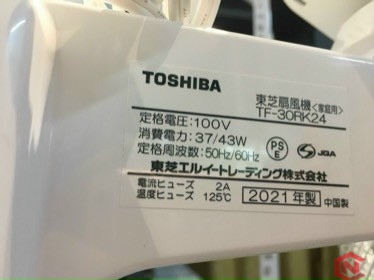 TOSHIBA
東芝扇風機〈家庭用〉
TF-30RK24
定格電圧:100V
消費電力:37/43W
定格周波数:50Hz/60Hz
PS
E
JQA
東芝エルイートレーディング株式会社
電流ヒューズ 2A
温度ヒューズ 125℃
2021年製
中国製